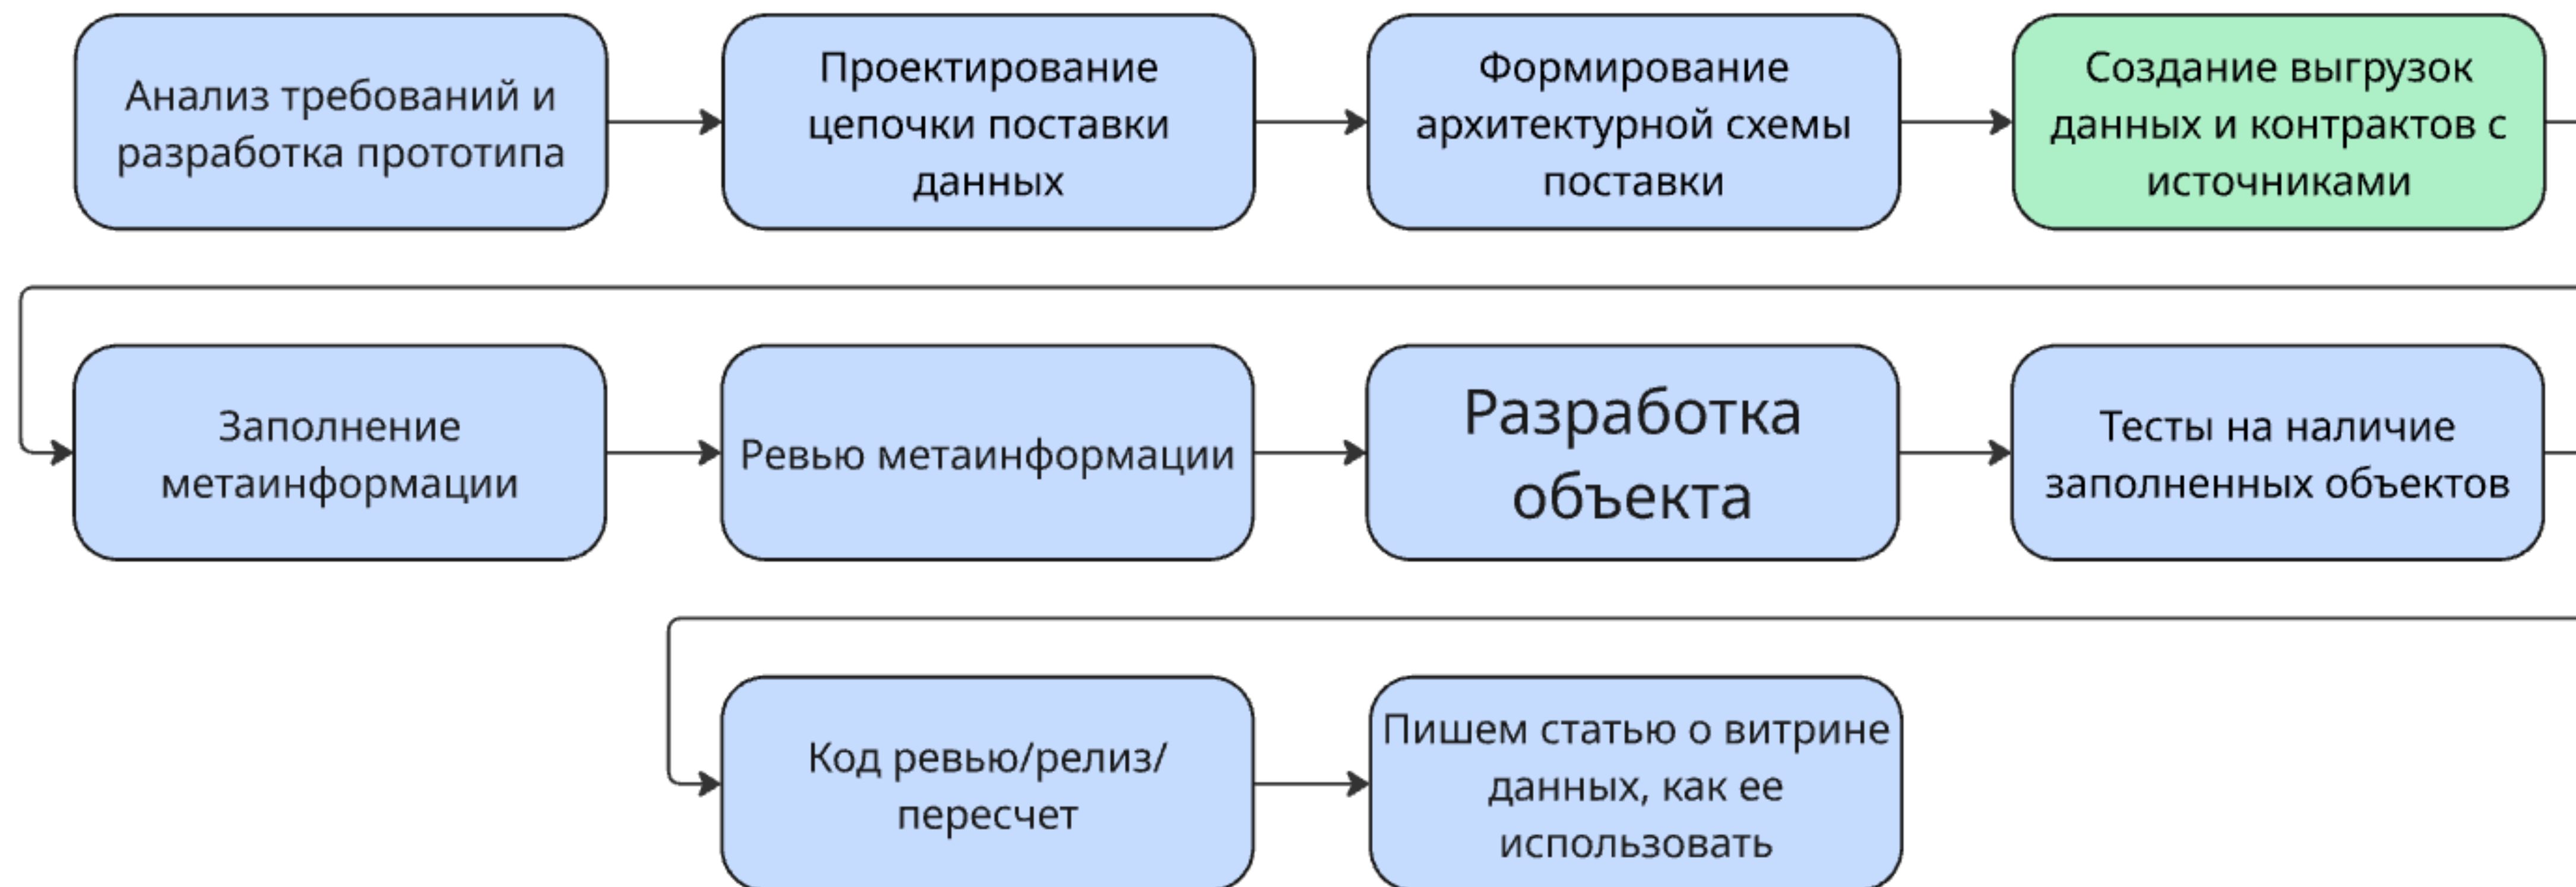 Анализ требований и
разработка прототипа
Проектирование
цепочки поставки
данных
Формирование
архитектурной схемы
поставки
Создание выгрузок
данных и контрактов с
источниками
Заполнение
метаинформации
Ревью метаинформации
Разработка
объекта
Тесты на наличие
заполненных объектов
Код ревью/релиз/
пересчет
Пишем статью о витрине
данных, как ее
использовать